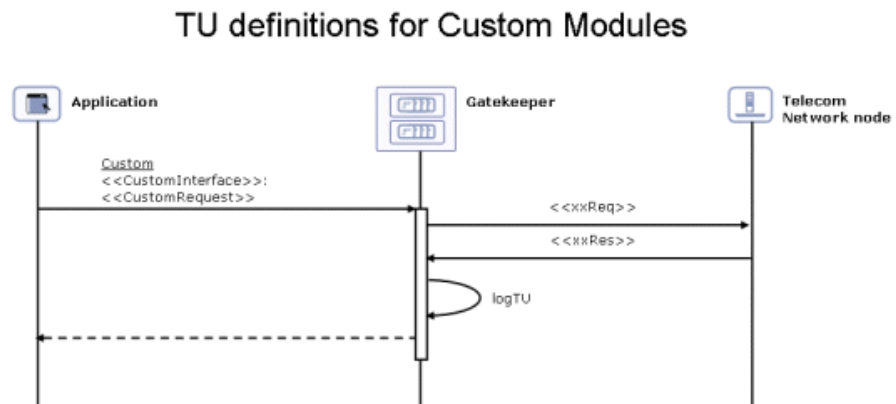 TU definitions for Custom Modules
Application
Gatekeeper
Telecom
Network node
Custom
<<CustomInterface>>:
<<CustomRequest>>
<<xxReq>>
<<xxRes>>
logTU